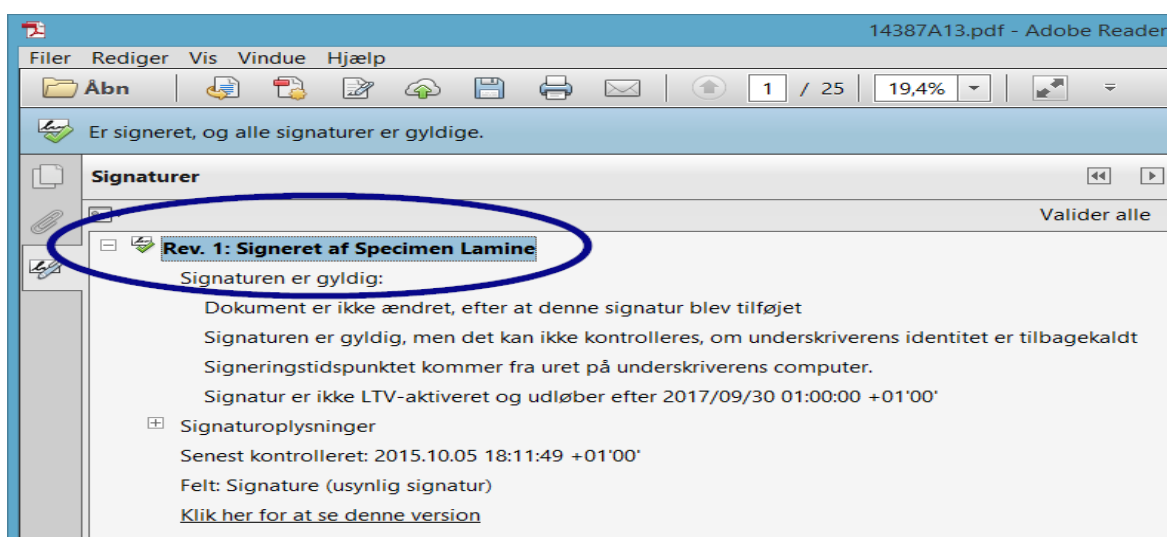 14387A13.pdf - Adobe Reader
Filer Rediger Vis Vindue Hjælp
Åbn 1 / 25 19,4%
Er signeret, og alle signaturer er gyldige.
Signaturer
Valider alle
Rev. 1: Signeret af Specimen Lamine
Signaturen er gyldig:
Dokument er ikke ændret, efter at denne signatur blev tilføjet
Signaturen er gyldig, men det kan ikke kontrolleres, om underskriverens identitet er tilbagekaldt
Signeringstidspunktet kommer fra uret på underskriverens computer.
Signatur er ikke LTV-aktiveret og udløber efter 2017/09/30 01:00:00 +01'00'
Signaturoplysninger
Senest kontrolleret: 2015.10.05 18:11:49 +01'00'
Felt: Signature (usynlig signatur)
Klik her for at se denne version